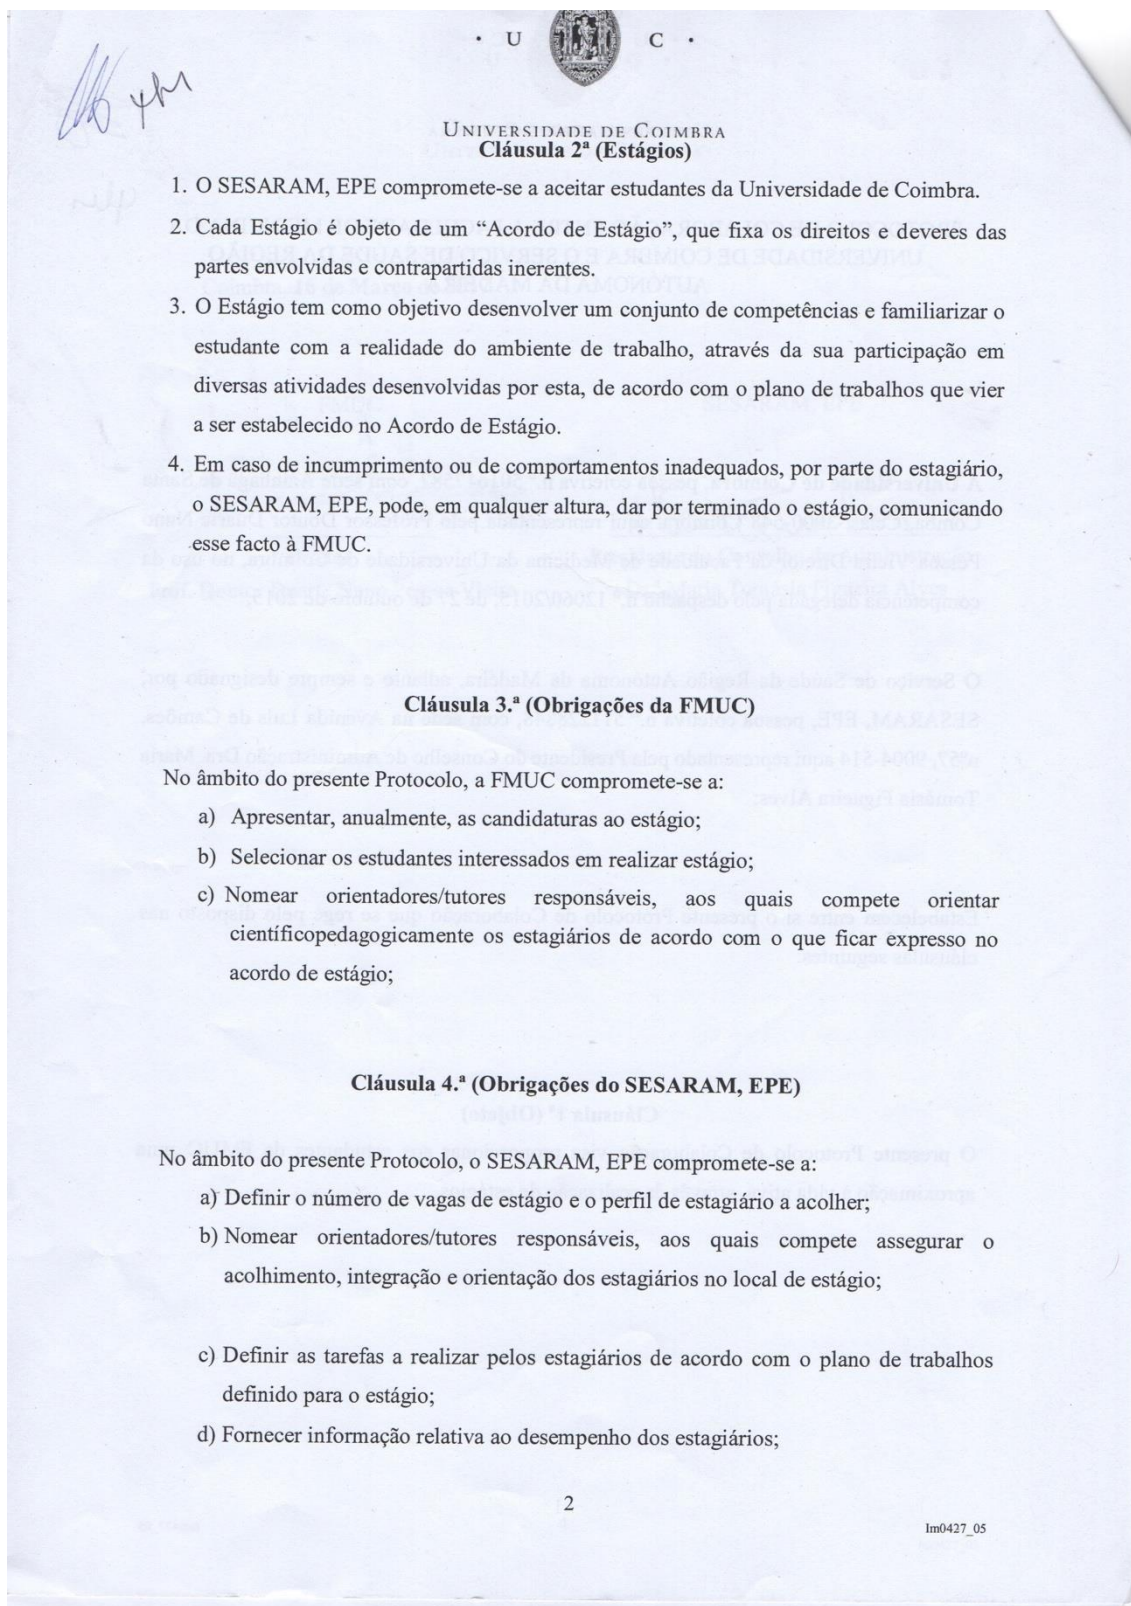 · U C ·
UNIVERSIDADE DE COIMBRA
Cláusula 2ª (Estágios)
1. O SESARAM, EPE compromete-se a aceitar estudantes da Universidade de Coimbra.
2. Cada Estágio é objeto de um “Acordo de Estágio”, que fixa os direitos e deveres das
partes envolvidas e contrapartidas inerentes.
3. O Estágio tem como objetivo desenvolver um conjunto de competências e familiarizar o
estudante com a realidade do ambiente de trabalho, através da sua participação em
diversas atividades desenvolvidas por esta, de acordo com o plano de trabalhos que vier
a ser estabelecido no Acordo de Estágio.
4. Em caso de incumprimento ou de comportamentos inadequados, por parte do estagiário,
o SESARAM, EPE, pode, em qualquer altura, dar por terminado o estágio, comunicando
esse facto à FMUC.
Cláusula 3.ª (Obrigações da FMUC)
No âmbito do presente Protocolo, a FMUC compromete-se a:
a) Apresentar, anualmente, as candidaturas ao estágio;
b) Selecionar os estudantes interessados em realizar estágio;
c) Nomear orientadores/tutores responsáveis, aos quais compete orientar
científicopedagogicamente os estagiários de acordo com o que ficar expresso no
acordo de estágio;
Cláusula 4.ª (Obrigações do SESARAM, EPE)
No âmbito do presente Protocolo, o SESARAM, EPE compromete-se a:
a) Definir o número de vagas de estágio e o perfil de estagiário a acolher;
b) Nomear orientadores/tutores responsáveis, aos quais compete assegurar o
acolhimento, integração e orientação dos estagiários no local de estágio;
c) Definir as tarefas a realizar pelos estagiários de acordo com o plano de trabalhos
definido para o estágio;
d) Fornecer informação relativa ao desempenho dos estagiários;
2
Im0427_05